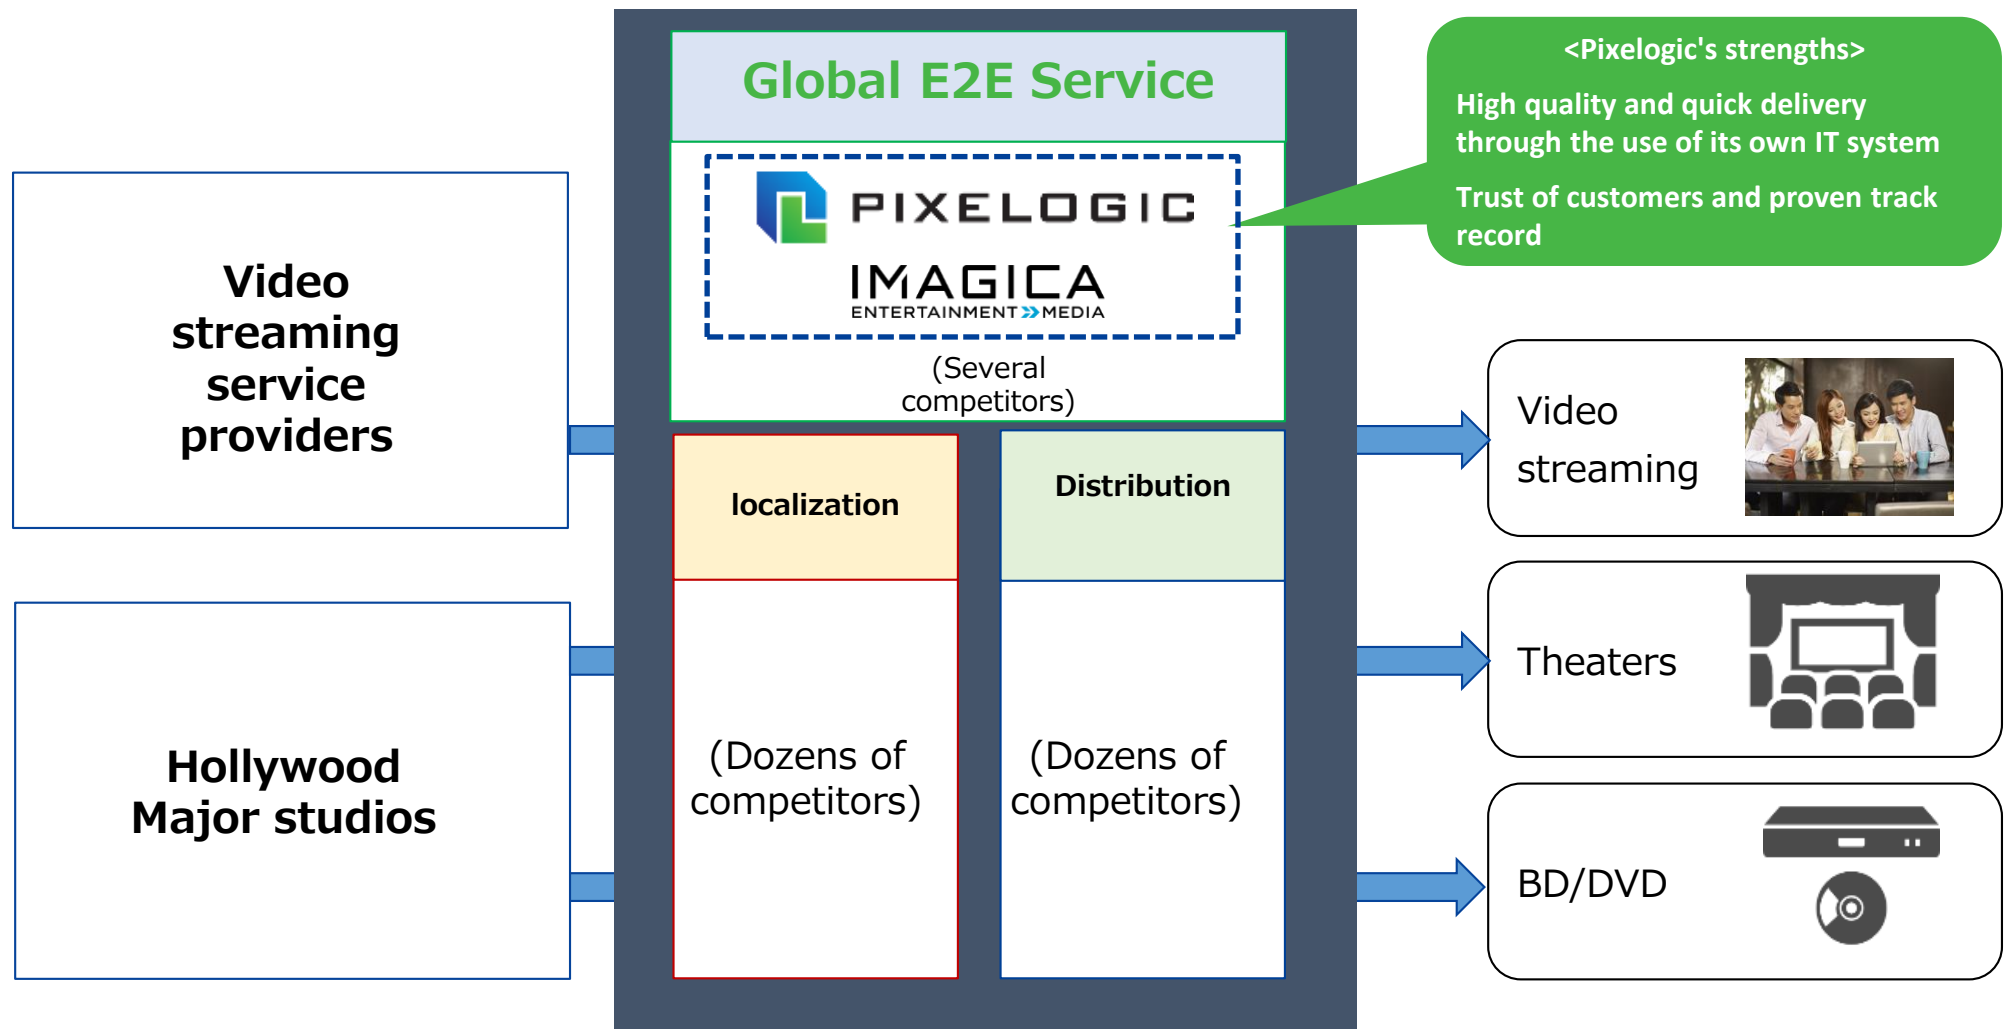 Global E2E Service
PIXELOGIC
IMAGICA
ENTERTAINMENT MEDIA
(Several
competitors)
<Pixelogic's strengths>
High quality and quick delivery
through the use of its own IT system
Trust of customers and proven track
record
Video
streaming
service
providers
Hollywood
Major studios
localization
(Dozens of
competitors)
Distribution
(Dozens of
competitors)
Video
streaming
Theaters
BD/DVD